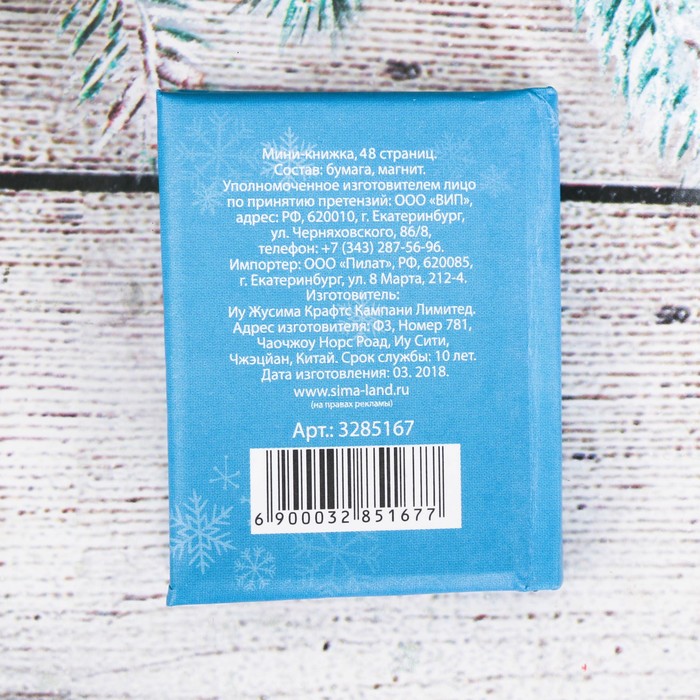 Мини-книжка, 48 страниц.
Состав: бумага, магнит.
Уполномоченное изготовителем лицо
по принятию претензий: ООО «ВИП»,
адрес: РФ, 620010, г. Екатеринбург,
ул. Черняховского, 86/8,
телефон: +7 (343) 287-56-96.
Импортер: ООО «Пилат», РФ, 620085,
г. Екатеринбург, ул. 8 Марта, 212-4.
Изготовитель:
Иу Жусима Крафтс Кампани Лимитед.
Адрес изготовителя: Ф3, Номер 781,
Чаочжоу Норс Роад, Иу Сити,
Чжэцйан, Китай. Срок службы: 10 лет.
Дата изготовления: 03. 2018.
www.sima-land.ru
(на правах рекламы)
Арт.: 3285167
6 900032 851677